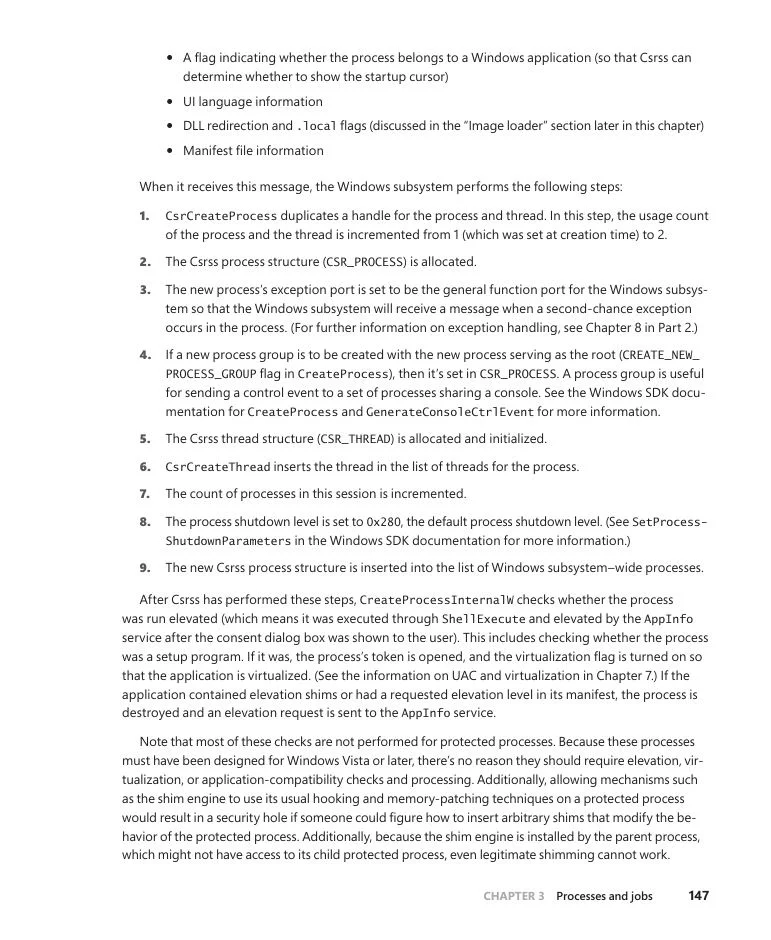 • A flag indicating whether the process belongs to a Windows application (so that Csrss can
determine whether to show the startup cursor)
• UI language information
• DLL redirection and .local flags (discussed in the “Image loader” section later in this chapter)
• Manifest file information
When it receives this message, the Windows subsystem performs the following steps:
1. CsrCreateProcess duplicates a handle for the process and thread. In this step, the usage count
of the process and the thread is incremented from 1 (which was set at creation time) to 2.
2. The Csrss process structure (CSR_PROCESS) is allocated.
3. The new process’s exception port is set to be the general function port for the Windows subsys-
tem so that the Windows subsystem will receive a message when a second-chance exception
occurs in the process. (For further information on exception handling, see Chapter 8 in Part 2.)
4. If a new process group is to be created with the new process serving as the root (CREATE_NEW_
PROCESS_GROUP flag in CreateProcess), then it’s set in CSR_PROCESS. A process group is useful
for sending a control event to a set of processes sharing a console. See the Windows SDK docu-
mentation for CreateProcess and GenerateConsoleCtrlEvent for more information.
5. The Csrss thread structure (CSR_THREAD) is allocated and initialized.
6. CsrCreateThread inserts the thread in the list of threads for the process.
7. The count of processes in this session is incremented.
8. The process shutdown level is set to 0x280, the default process shutdown level. (See SetProcess-
ShutdownParameters in the Windows SDK documentation for more information.)
9. The new Csrss process structure is inserted into the list of Windows subsystem–wide processes.
After Csrss has performed these steps, CreateProcessInternalW checks whether the process
was run elevated (which means it was executed through ShellExecute and elevated by the AppInfo
service after the consent dialog box was shown to the user). This includes checking whether the process
was a setup program. If it was, the process’s token is opened, and the virtualization flag is turned on so
that the application is virtualized. (See the information on UAC and virtualization in Chapter 7.) If the
application contained elevation shims or had a requested elevation level in its manifest, the process is
destroyed and an elevation request is sent to the AppInfo service.
Note that most of these checks are not performed for protected processes. Because these processes
must have been designed for Windows Vista or later, there’s no reason they should require elevation, vir-
tualization, or application-compatibility checks and processing. Additionally, allowing mechanisms such
as the shim engine to use its usual hooking and memory-patching techniques on a protected process
would result in a security hole if someone could figure how to insert arbitrary shims that modify the be-
havior of the protected process. Additionally, because the shim engine is installed by the parent process,
which might not have access to its child protected process, even legitimate shimming cannot work.
CHAPTER 3 Processes and jobs 147